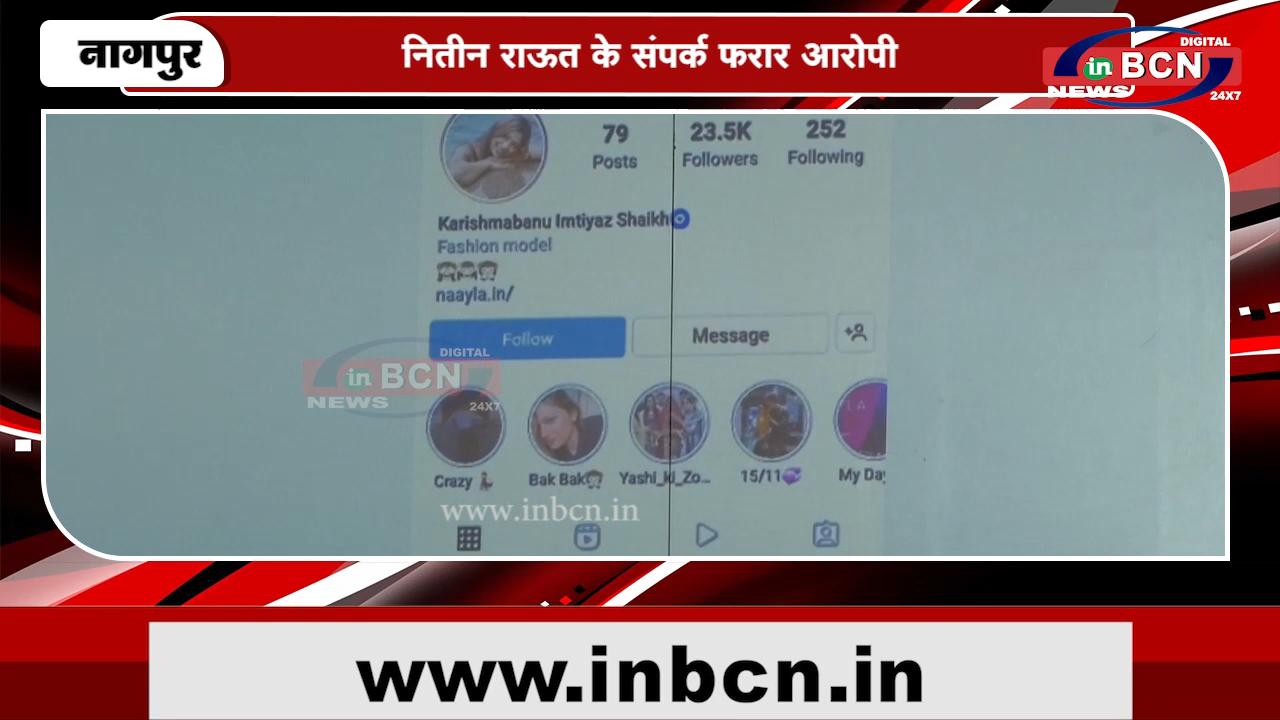 नागपुर
नितीन राऊत के संपर्क फरार आरोपी
DIGITAL
in BCN
NEWS
24X7
79
Posts
23.5K
Followers
252
Following
Karishmabanu Imtiyaz Shaikh
Fashion model
naayla.in/
Follow
Message
DIGITAL
in BCN
NEWS
24X7
Crazy
Bak Bak
Yashi_ki_Zo...
15/11
My Day
www.inbcn.in
www.inbcn.in